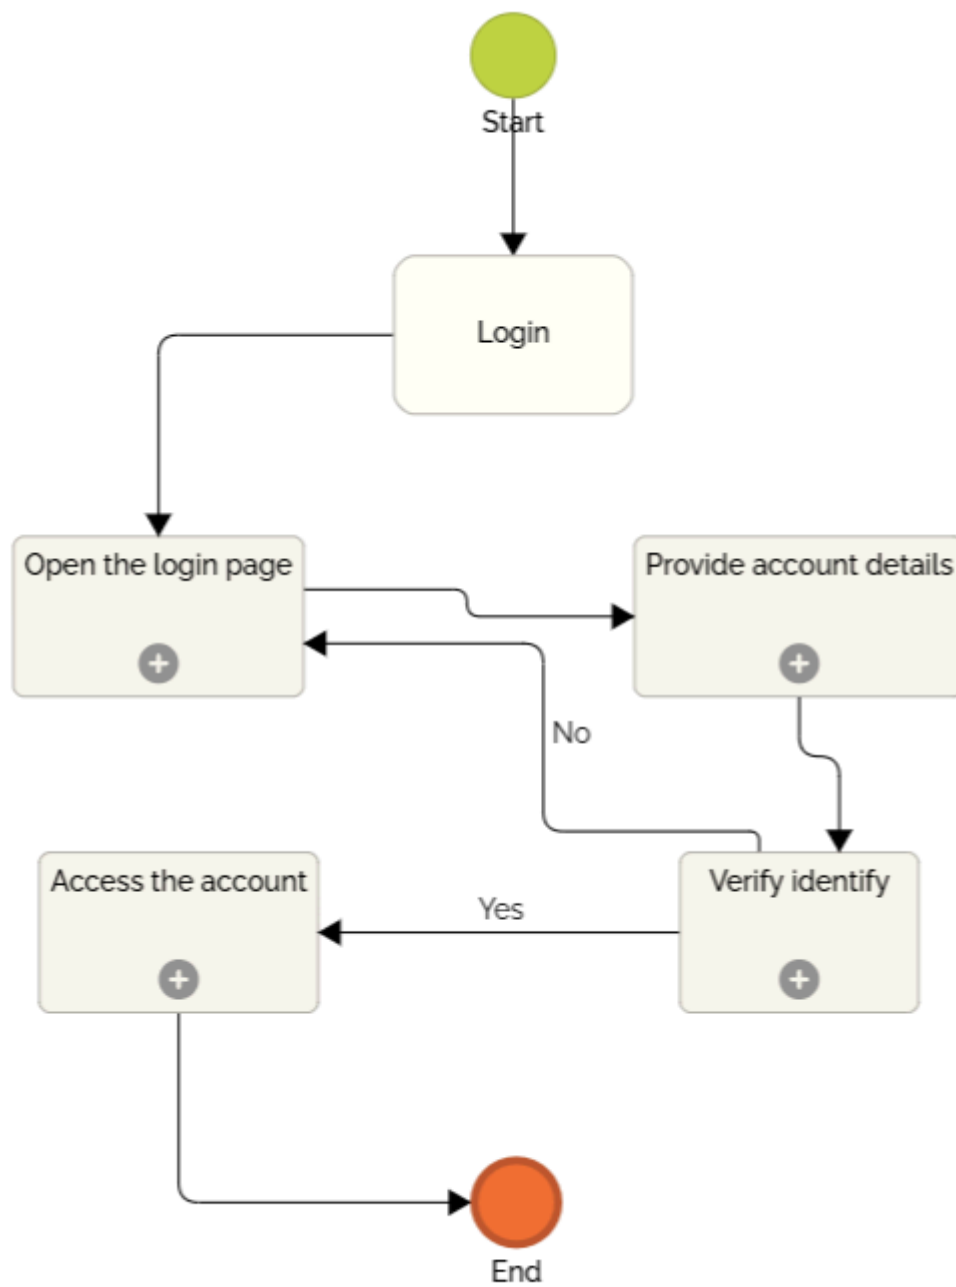 Start
Login
Open the login page
Provide account details
No
Access the account
Yes
Verify identify
End